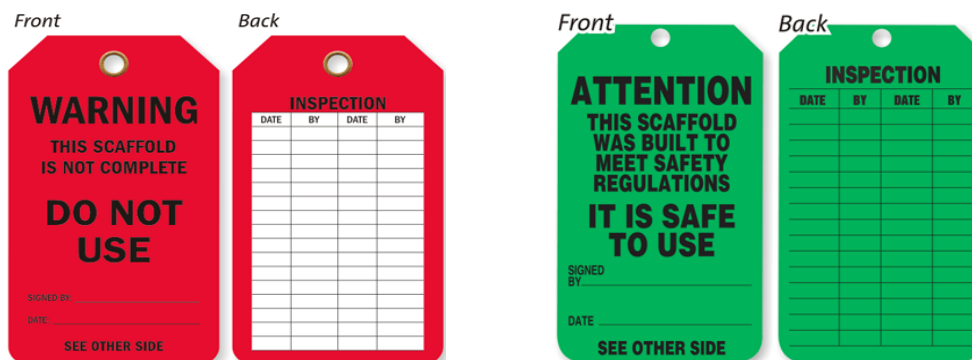 Front
WARNING
THIS SCAFFOLD
IS NOT COMPLETE
DO NOT
USE
SIGNED BY:
DATE:
SEE OTHER SIDE
Back
INSPECTION
DATE BY DATE BY
Front
ATTENTION
THIS SCAFFOLD
WAS BUILT TO
MEET SAFETY
REGULATIONS
IT IS SAFE
TO USE
SIGNED
BY
DATE
SEE OTHER SIDE
Back
INSPECTION
DATE BY DATE BY